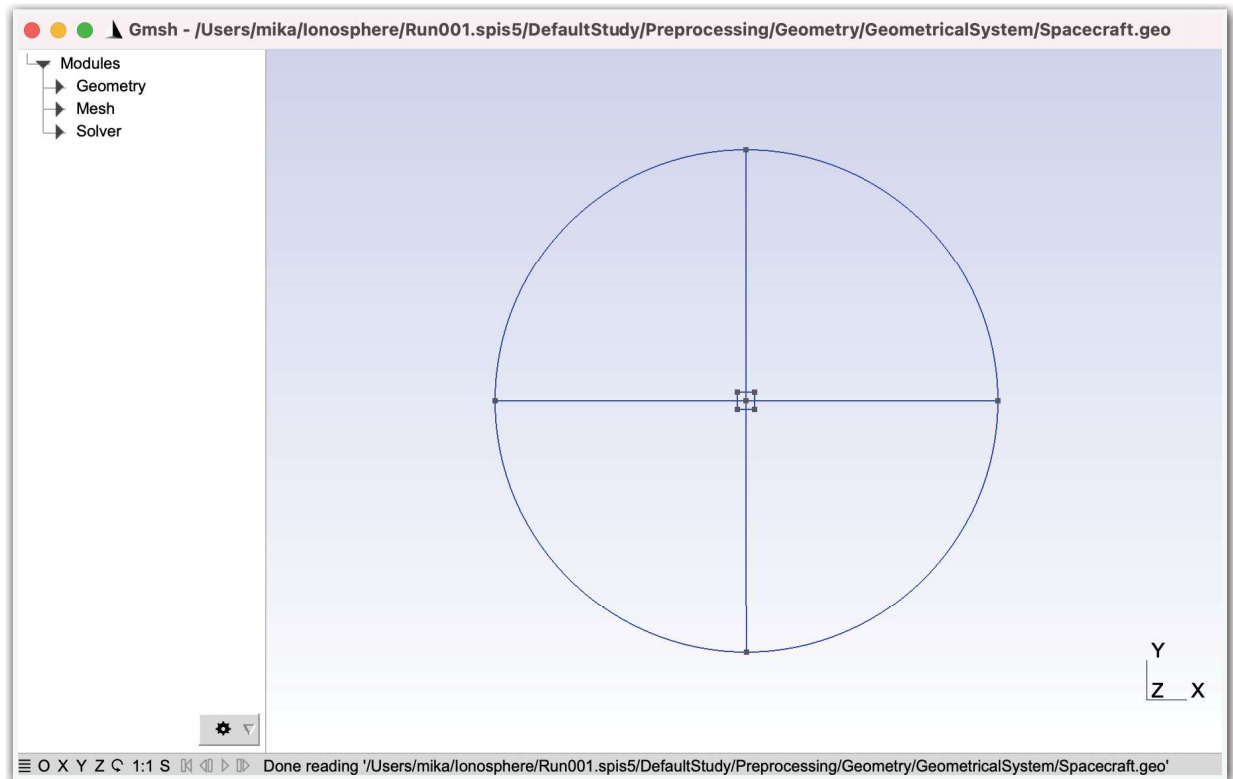 Gmsh - /Users/mika/Ionosphere/Run001.spis5/DefaultStudy/Preprocessing/Geometry/GeometricalSystem/Spacecraft.geo
Modules
Geometry
Mesh
Solver
Y
Z X
O X Y Z 1:1 S Done reading '/Users/mika/Ionosphere/Run001.spis5/DefaultStudy/Preprocessing/Geometry/GeometricalSystem/Spacecraft.geo'